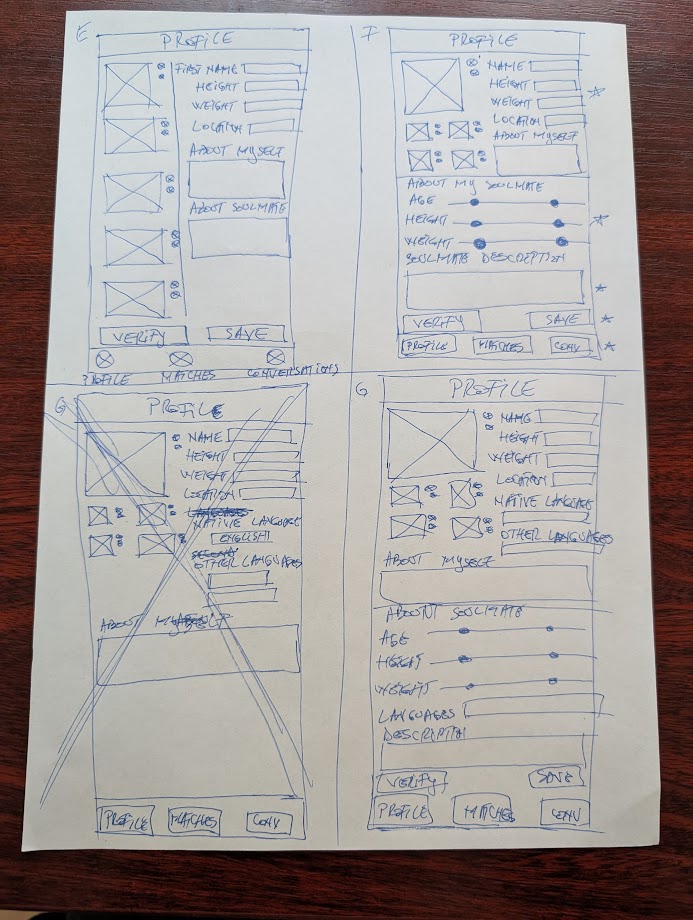 E
PROFILE
FIRST NAME
HEIGHT
WEIGHT
LOCATION
ABOUT MYSELF
ABOUT SOULMATE
VERIFY SAVE
PROFILE MATCHES CONVERSATIONS
F
PROFILE
NAME
HEIGHT
WEIGHT
LOCATION
ABOUT MYSELF
ABOUT MY SOULMATE
AGE
HEIGHT
WEIGHT
SOULMATE DESCRIPTION
VERIFY SAVE
PROFILE MATCHES CONV
G
PROFILE
NAME
HEIGHT
WEIGHT
LOCATION
LANGUAGES
NATIVE LANGUAGE
ENGLISH
SECOND
OTHER LANGUAGES
ABOUT MYSELF
PROFILE MATCHES CONV
G
PROFILE
NAME
HEIGHT
WEIGHT
LOCATION
NATIVE LANGUAGE
OTHER LANGUAGES
ABOUT MYSELF
ABOUNT SOULMATE
AGE
HEIGHT
WEIGHT
LANGUAGES
DESCRIPTION
VERIFY SAVE
PROFILE MATCHES CONV